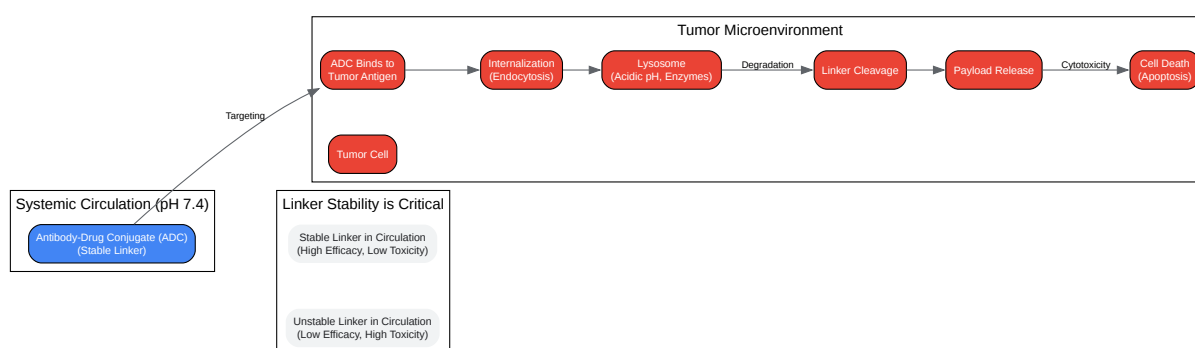 Tumor Microenvironment
ADC Binds to
Tumor Antigen
Internalization
(Endocytosis)
Lysosome
(Acidic pH, Enzymes)
Degradation
Linker Cleavage
Payload Release
Cytotoxicity
Cell Death
(Apoptosis)
Targeting
Tumor Cell
Systemic Circulation (pH 7.4)
Antibody-Drug Conjugate (ADC)
(Stable Linker)
Linker Stability is Critical
Stable Linker in Circulation
(High Efficacy, Low Toxicity)
Unstable Linker in Circulation
(Low Efficacy, High Toxicity)